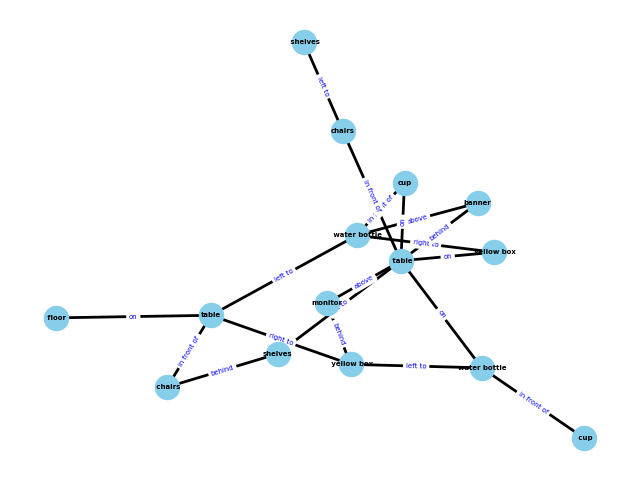 shelves
left to
chairs
in front of
cup
in front of
on
banner
above
behind
water bottle
right to
yellow box
on
table
left to
above
monitor
on
floor
on
table
right to
behind
in front of
shelves
yellow box
left to
water bottle
behind
chairs
in front of
cup